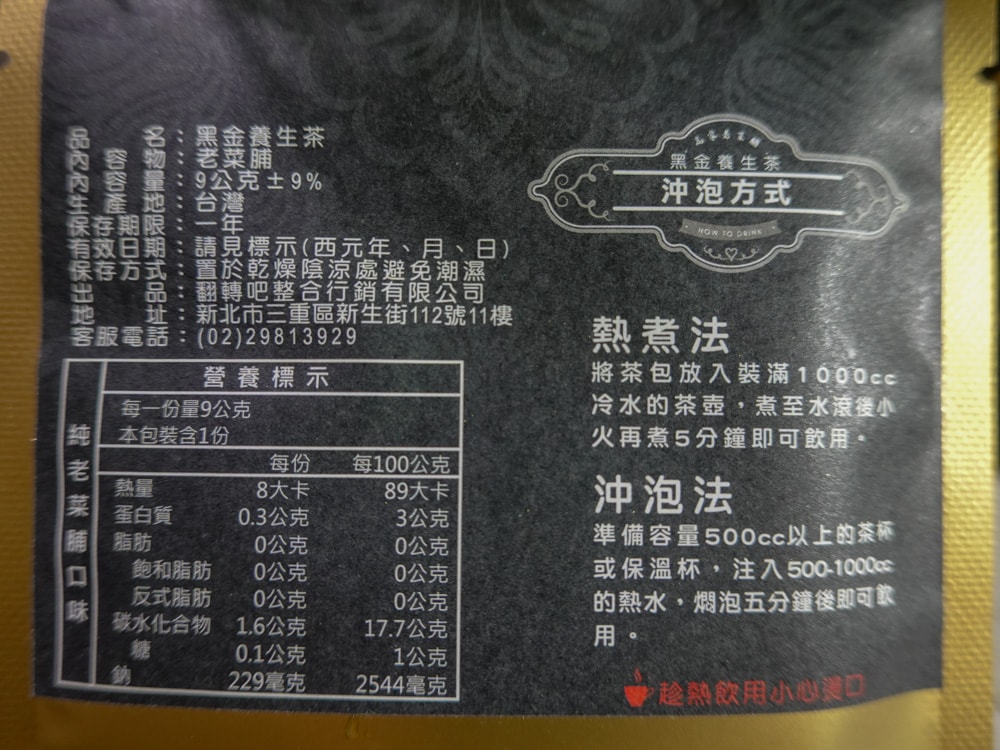 品名：黑金養生茶
內容物：老菜脯
內容量：9公克±9%
生產地：台灣
保存期限：一年
有效日期：請見標示(西元年、月、日)
保存方式：置於乾燥陰涼處避免潮濕
出品：翻轉吧整合行銷有限公司
地址：新北市三重區新生街112號11樓
客服電話：(02)29813929
純老菜脯口味
營養標示
每一份量9公克
本包裝含1份
每份 每100公克
熱量 8大卡 89大卡
蛋白質 0.3公克 3公克
脂肪 0公克 0公克
飽和脂肪 0公克 0公克
反式脂肪 0公克 0公克
碳水化合物 1.6公克 17.7公克
糖 0.1公克 1公克
鈉 229毫克 2544毫克
黑金養生茶
沖泡方式
HOW TO DRINK
熱煮法
將茶包放入裝滿1000cc
冷水的茶壺，煮至水滾後小
火再煮5分鐘即可飲用。
沖泡法
準備容量500cc以上的茶杯
或保溫杯，注入500-1000cc
的熱水，燜泡五分鐘後即可飲
用。
趁熱飲用小心燙口